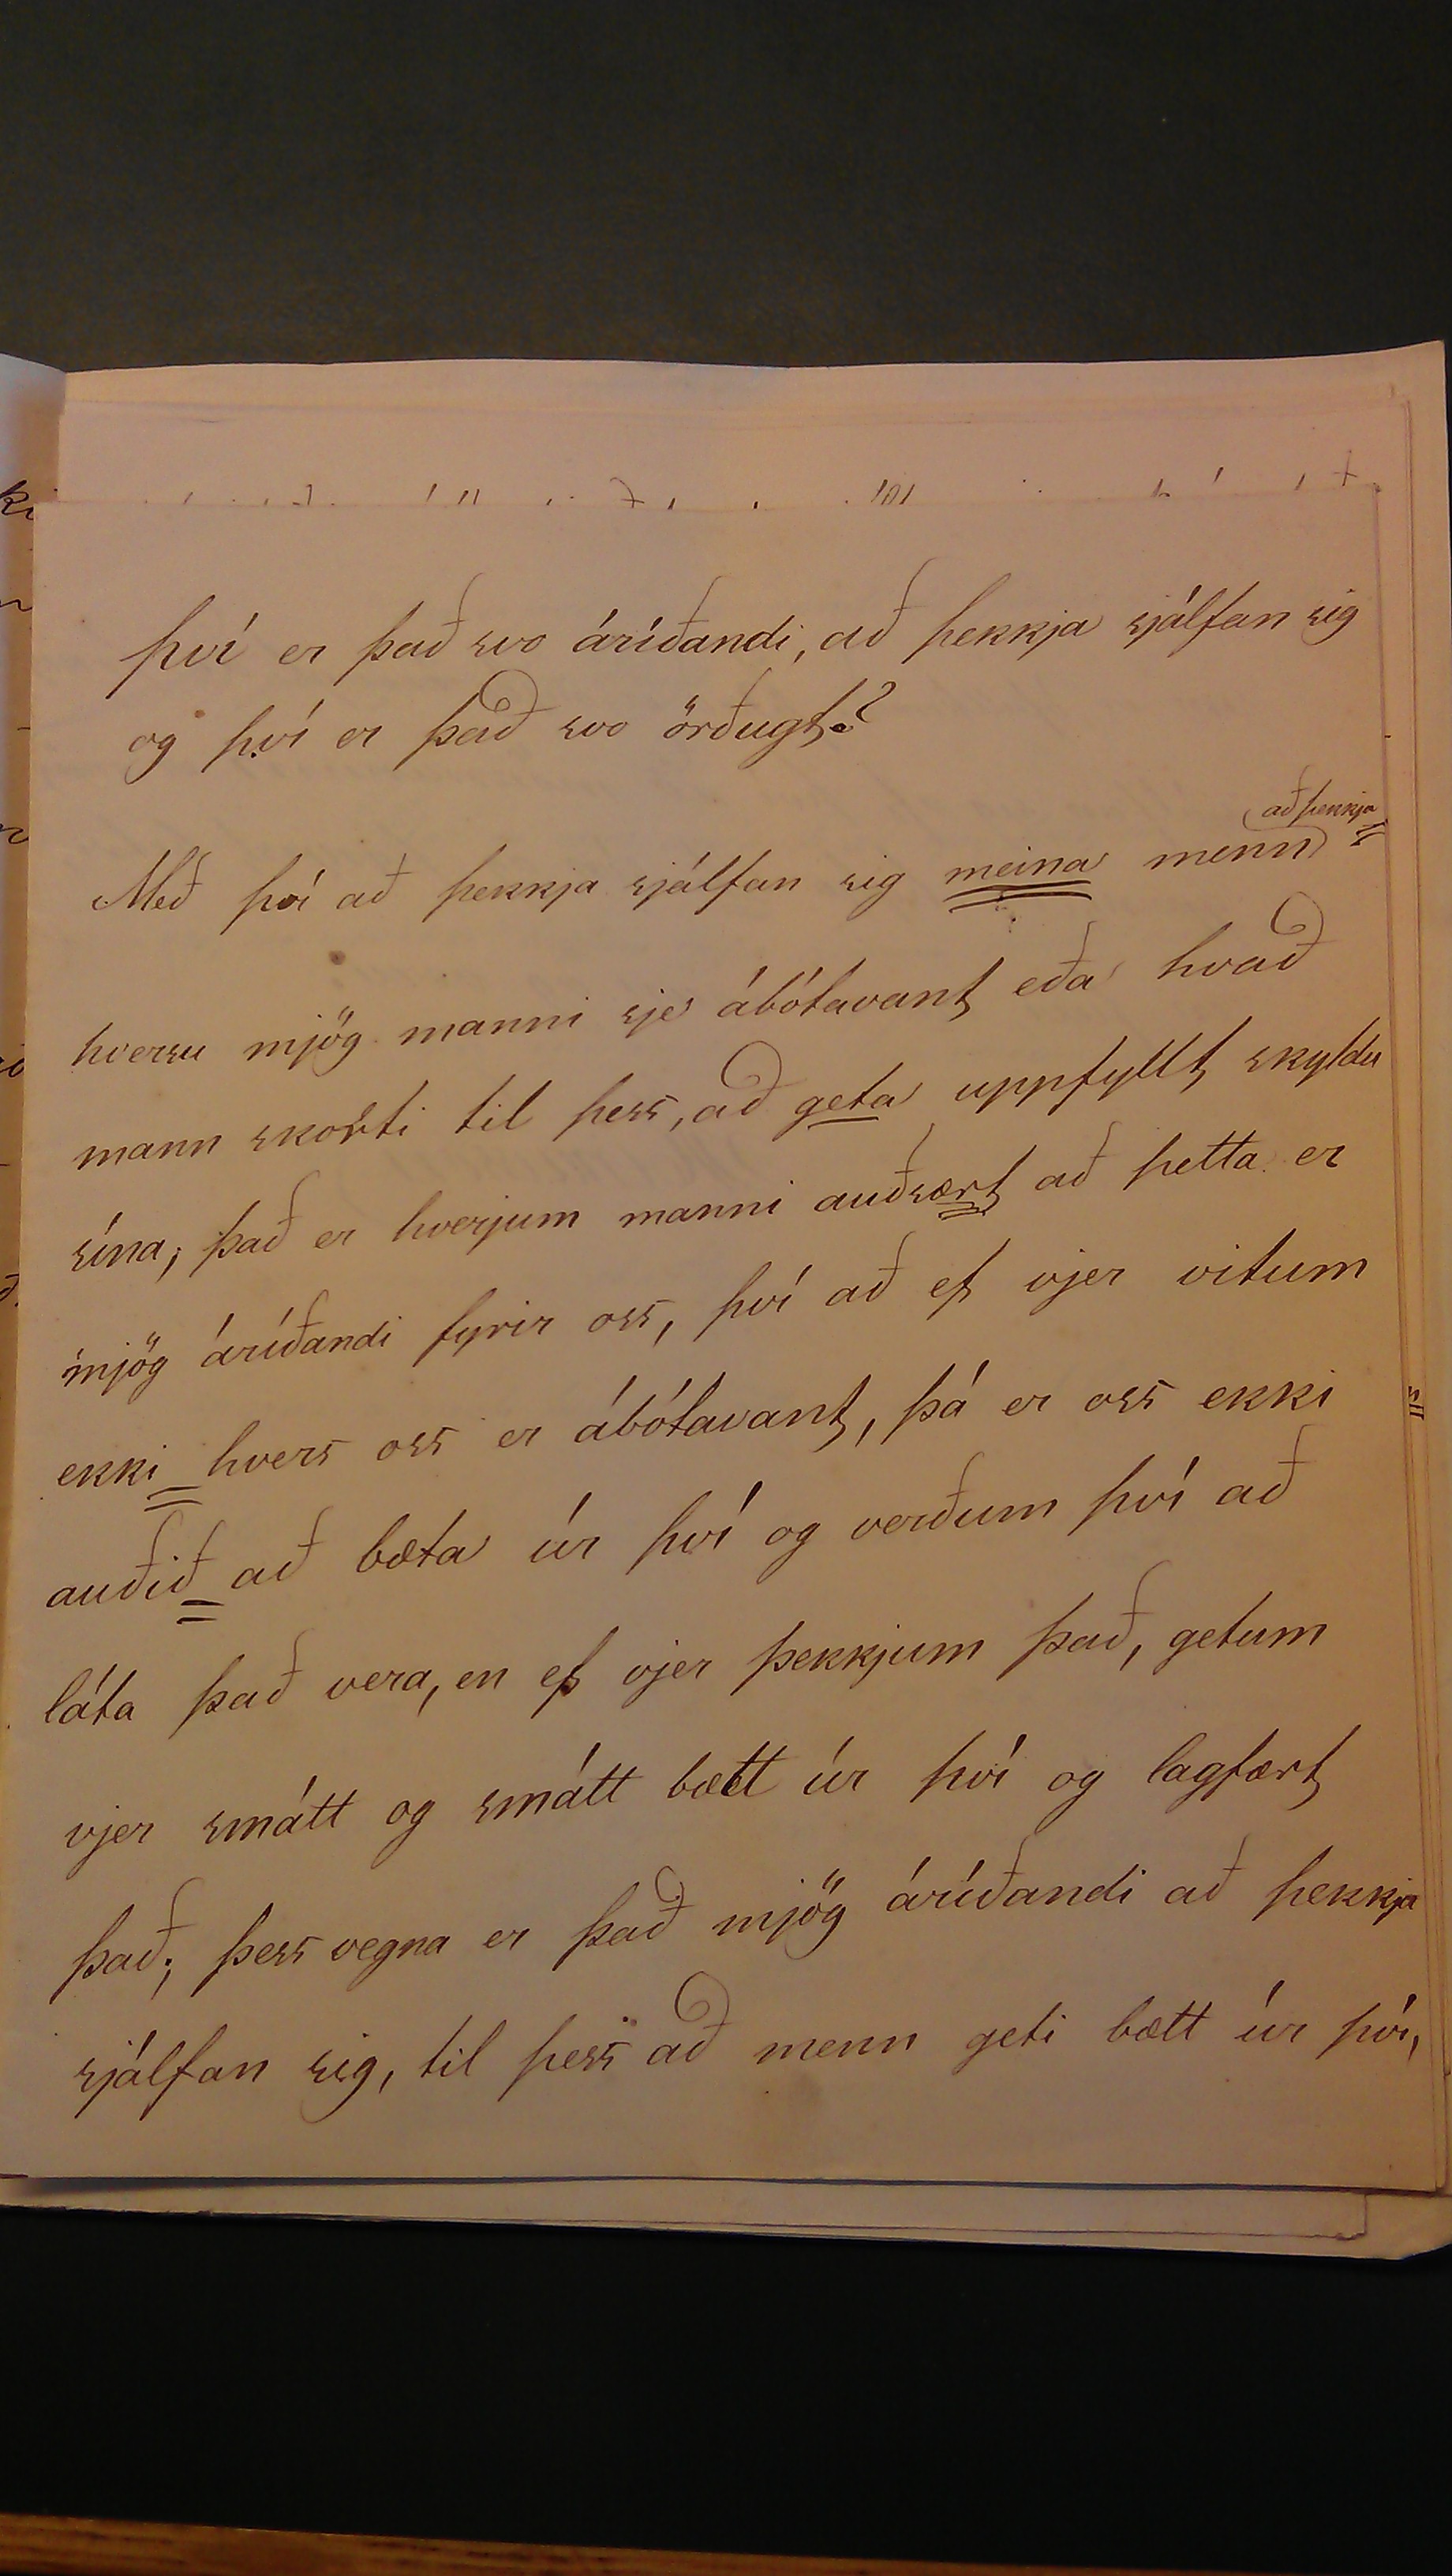 því er það svo áríðandi, að þekkja sjálfan sig
og því er það svo örðugt?
að þekkja
Með því að þekkja sjálfan sig meina menn
hversu mjög manni sje ábótavant eða hvað
mann skorti til þess, að geta uppfyllt skyldu
sína; það er hverjum manni auðsært að þetta er
mjög áríðandi fyrir oss, því að ef vjer vitum
ekki hvers oss er ábótavant, þá er oss ekki
auðið að bæta úr því og verðum því að
láta það vera, en ef vjer þekkjum það, getum
vjer smátt og smátt bætt úr því og lagfært
það; þess vegna er það mjög áríðandi að þekkja
sjálfan sig, til þess að menn geti bætt úr því,